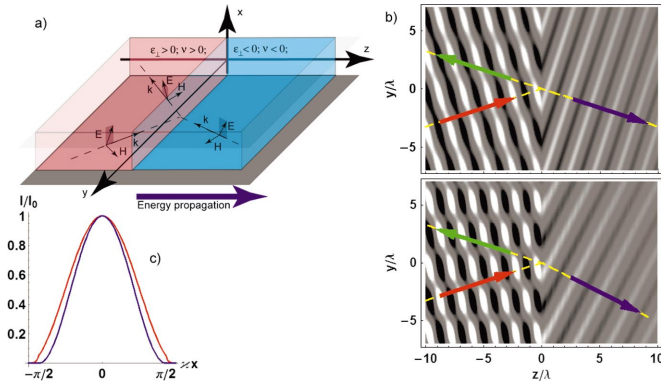 a)
x
ε⊥ > 0; ν > 0;
ε⊥ < 0; ν < 0;
z
E
k
H
k
E
H
E
k
H
y
Energy propagation
I/I₀
1
0.8
0.6
0.4
0.2
c)
−π/2
0
π/2
ϰx
b)
y/λ
5
0
-5
y/λ
5
0
-5
-10
-5
0
5
10
z/λ